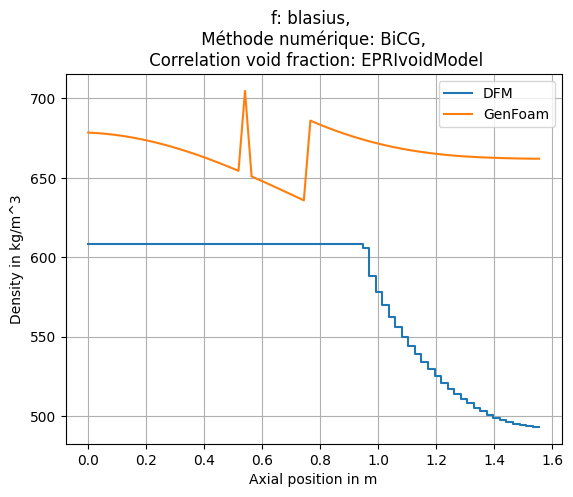 f: blasius,
Méthode numérique: BiCG,
Correlation void fraction: EPRIvoidModel
DFM
GenFoam
700
650
600
550
500
Density in kg/m^3
0.0 0.2 0.4 0.6 0.8 1.0 1.2 1.4 1.6
Axial position in m